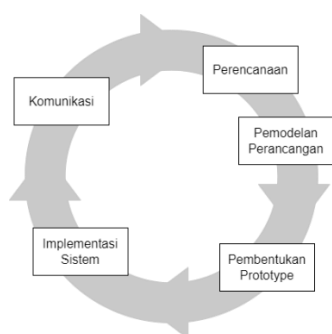 Perencanaan
Komunikasi
Pemodelan
Perancangan
Implementasi
Sistem
Pembentukan
Prototype